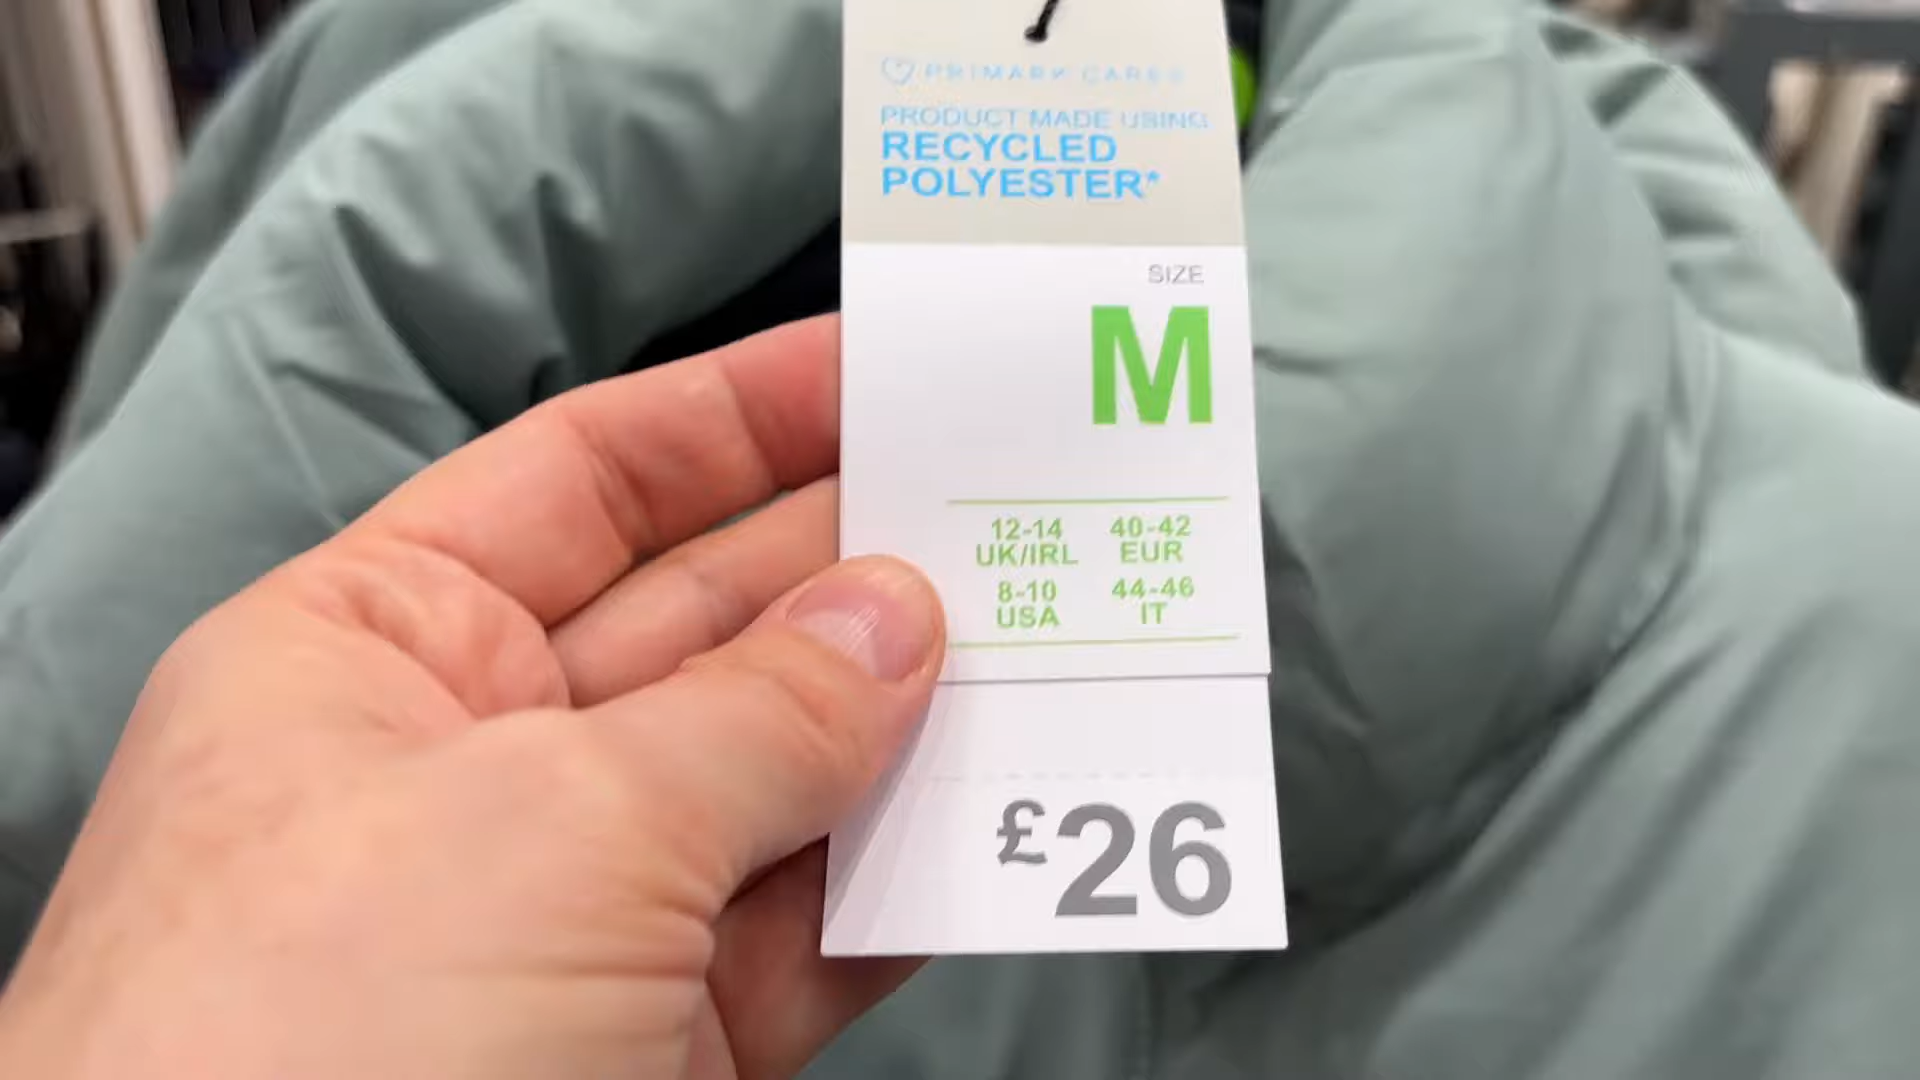 PRIMARK CARES
PRODUCT MADE USING
RECYCLED
POLYESTER*
SIZE
M
12-14 40-42
UK/IRL EUR
8-10 44-46
USA IT
£26